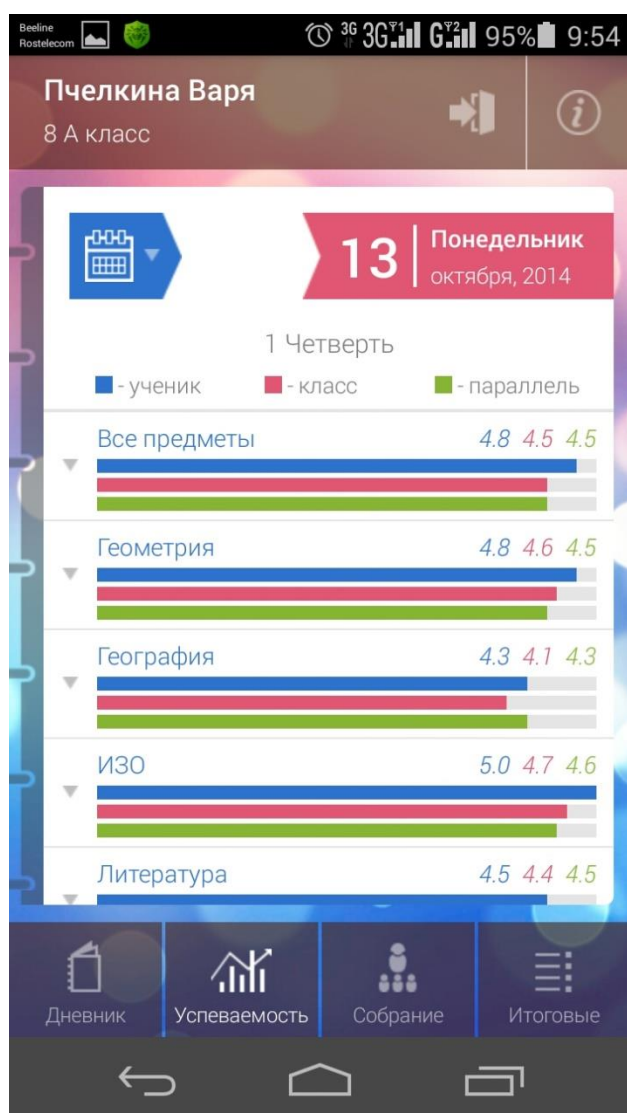 Beeline
Rostelecom
3G 3G 1 G 2 95% 9:54
Пчелкина Варя
8 А класс
13 Понедельник
октября, 2014
1 Четверть
- ученик - класс - параллель
Все предметы 4.8 4.5 4.5
Геометрия 4.8 4.6 4.5
География 4.3 4.1 4.3
ИЗО 5.0 4.7 4.6
Литература 4.5 4.4 4.5
Дневник Успеваемость Собрание Итоговые